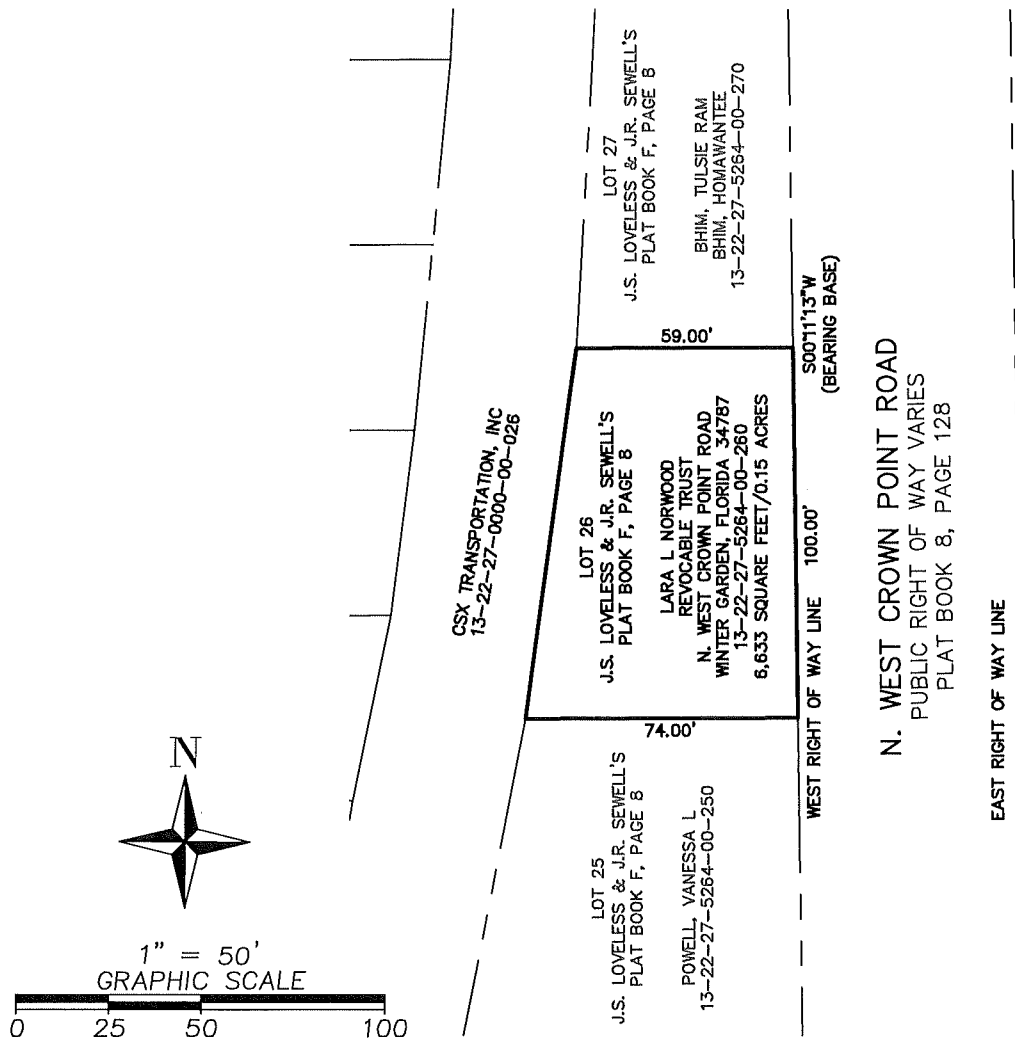 LOT 27
J.S. LOVELESS & J.R. SEWELL'S
PLAT BOOK F, PAGE 8
BHIM, TULSIE RAM
BHIM, HOMAWANTEE
13-22-27-5264-00-270
CSX TRANSPORTATION, INC
13-22-27-0000-00-026
59.00'
S00°11'13"W
(BEARING BASE)
LOT 26
J.S. LOVELESS & J.R. SEWELL'S
PLAT BOOK F, PAGE 8
LARA L NORWOOD
REVOCABLE TRUST
N. WEST CROWN POINT ROAD
WINTER GARDEN, FLORIDA 34787
13-22-27-5264-00-260
6,633 SQUARE FEET/0.15 ACRES
74.00'
WEST RIGHT OF WAY LINE 100.00'
N. WEST CROWN POINT ROAD
PUBLIC RIGHT OF WAY VARIES
PLAT BOOK 8, PAGE 128
EAST RIGHT OF WAY LINE
LOT 25
J.S. LOVELESS & J.R. SEWELL'S
PLAT BOOK F, PAGE 8
POWELL, VANESSA L
13-22-27-5264-00-250
N
1" = 50'
GRAPHIC SCALE
0 25 50 100